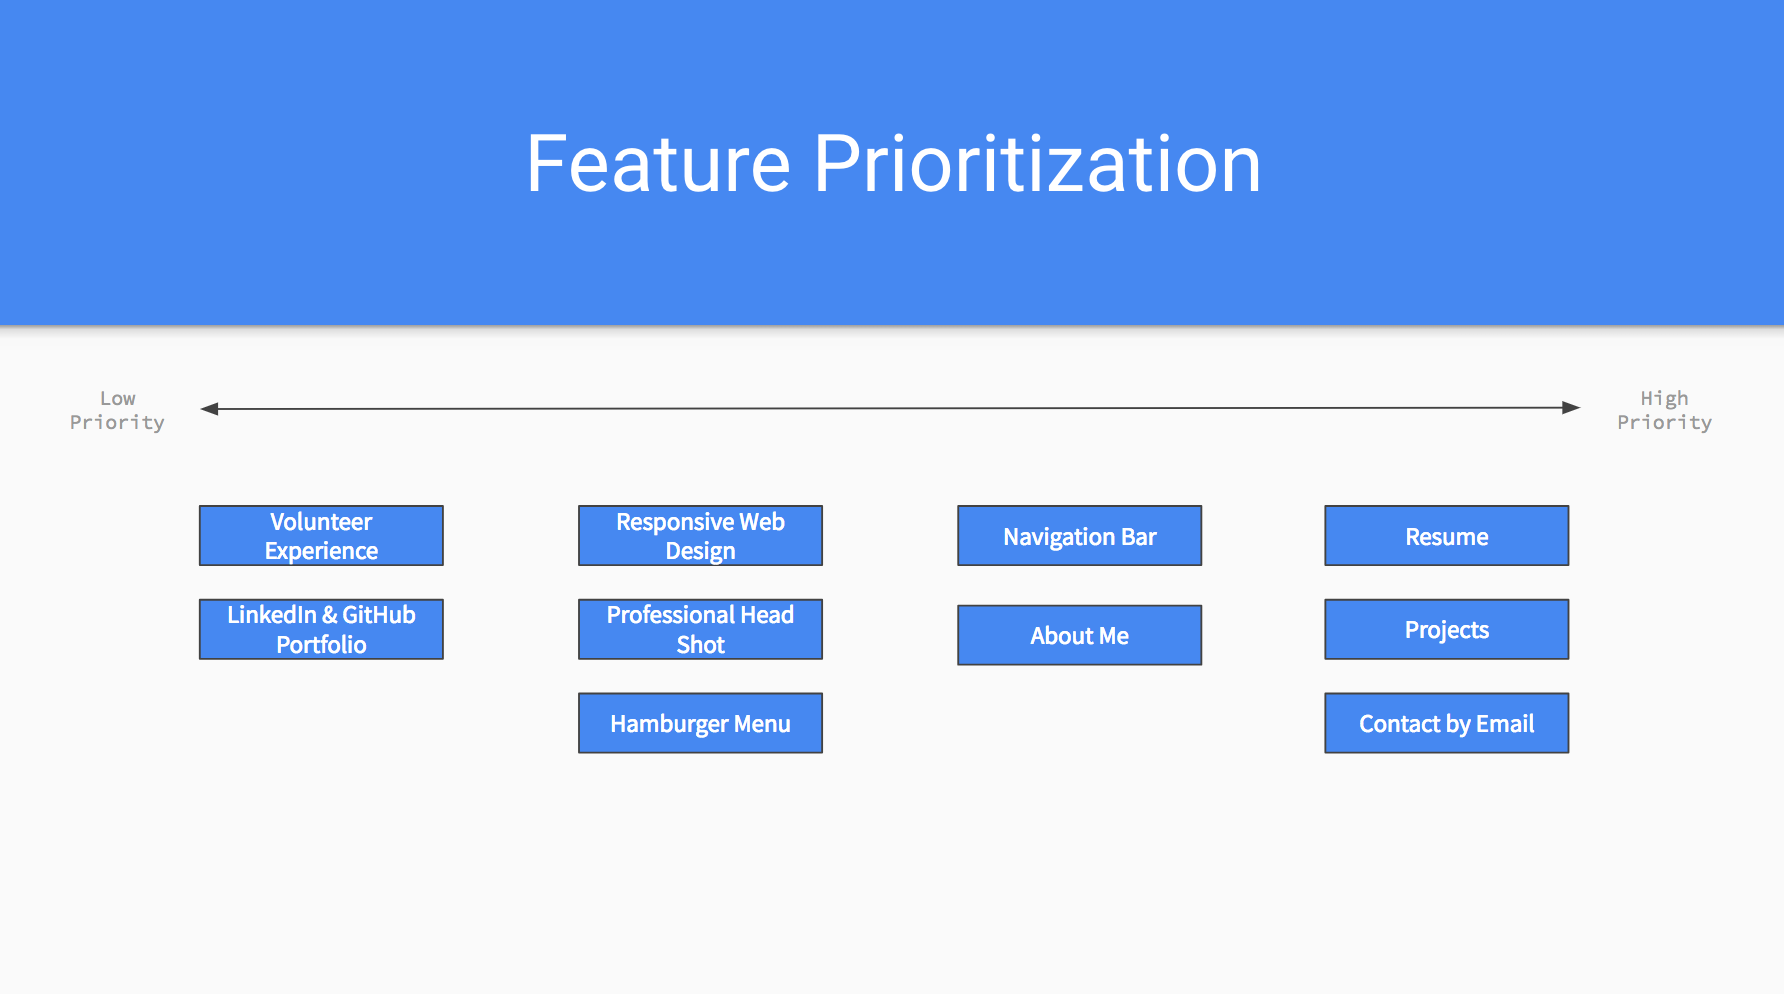 Feature Prioritization
Low
Priority
High
Priority
Volunteer
Experience
Responsive Web
Design
Navigation Bar
Resume
LinkedIn & GitHub
Portfolio
Professional Head
Shot
About Me
Projects
Hamburger Menu
Contact by Email